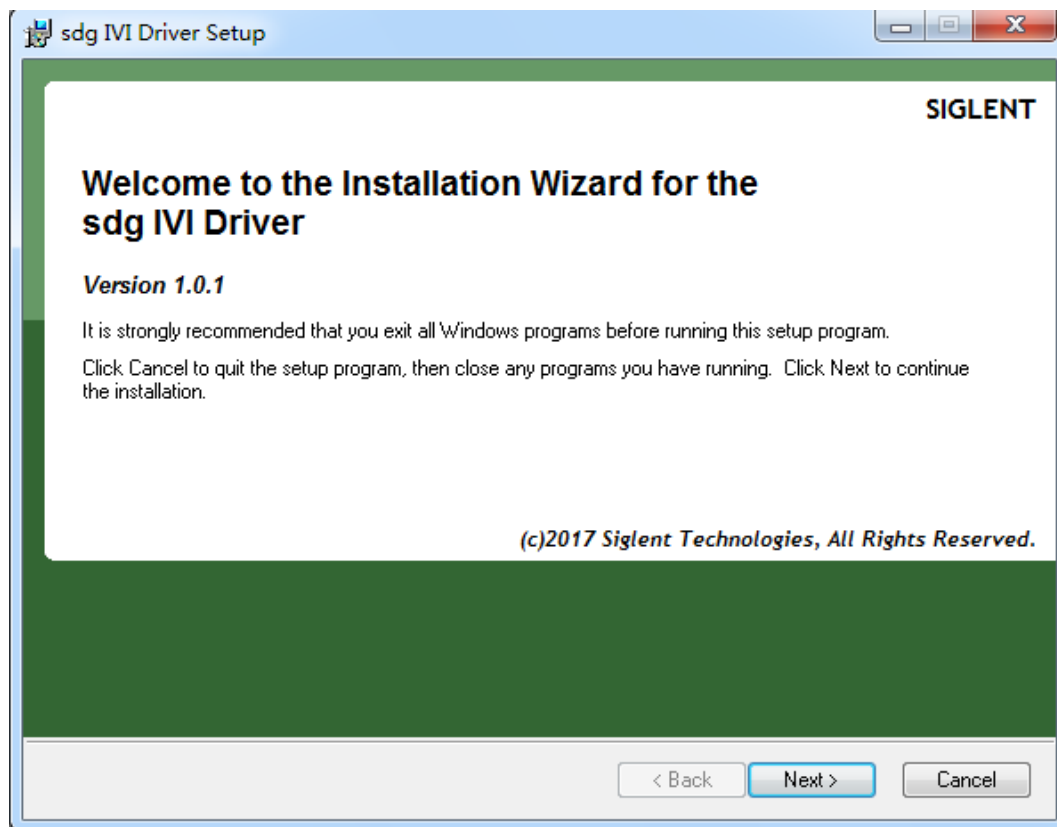 sdg IVI Driver Setup
SIGLENT
Welcome to the Installation Wizard for the
sdg IVI Driver
Version 1.0.1
It is strongly recommended that you exit all Windows programs before running this setup program.
Click Cancel to quit the setup program, then close any programs you have running.  Click Next to continue
the installation.
(c)2017 Siglent Technologies, All Rights Reserved.
< Back
Next >
Cancel